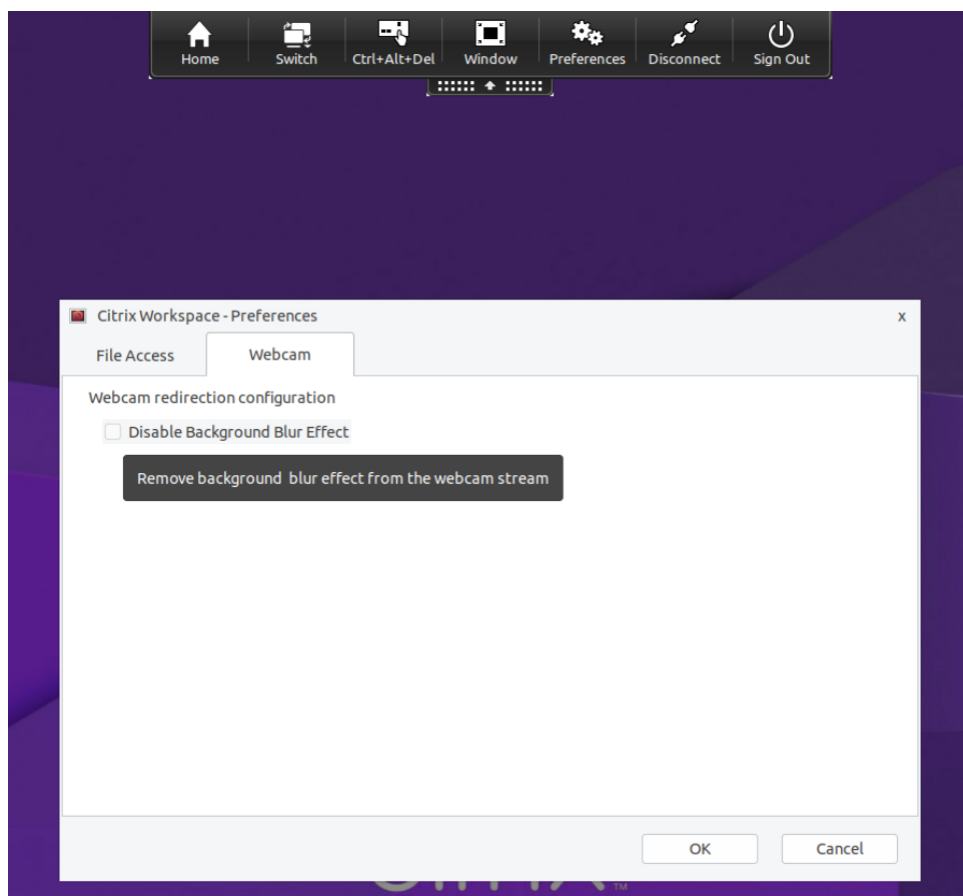 Home Switch Ctrl+Alt+Del Window Preferences Disconnect Sign Out
Citrix Workspace - Preferences x
File Access Webcam
Webcam redirection configuration
Disable Background Blur Effect
Remove background blur effect from the webcam stream
OK Cancel
TM